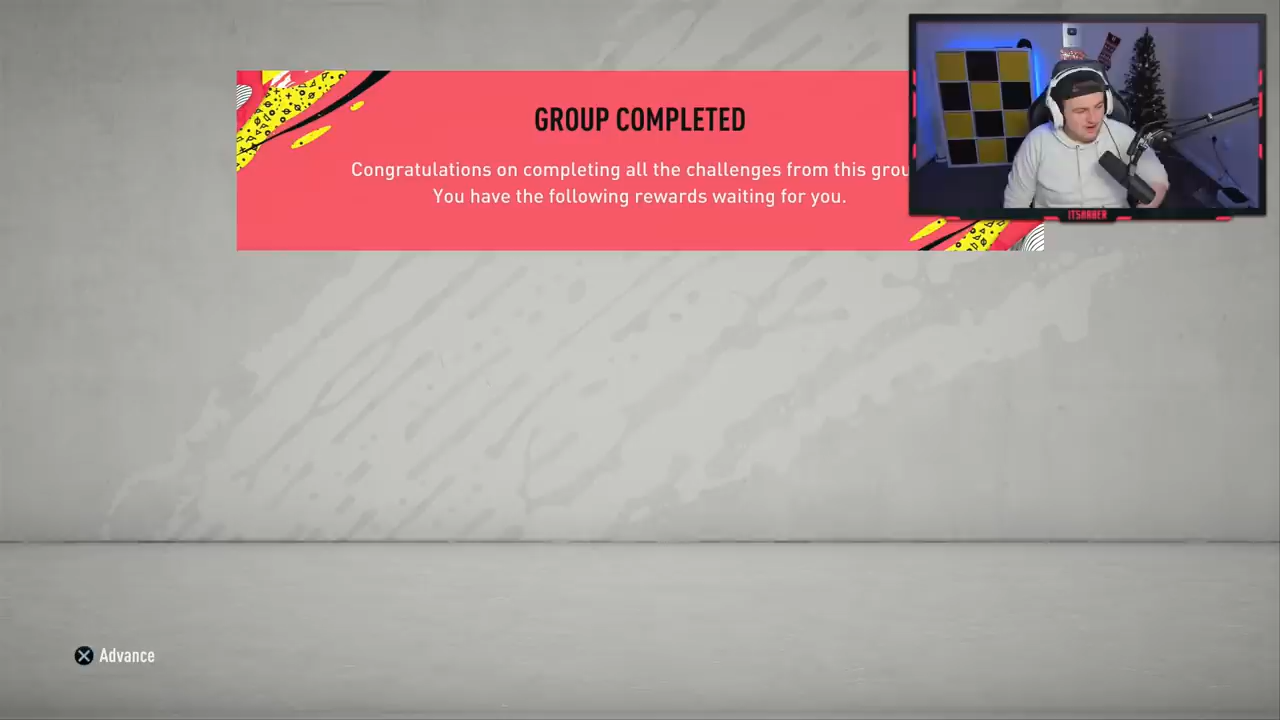 GROUP COMPLETED
Congratulations on completing all the challenges from this grou
You have the following rewards waiting for you.
ITSHABER
Advance